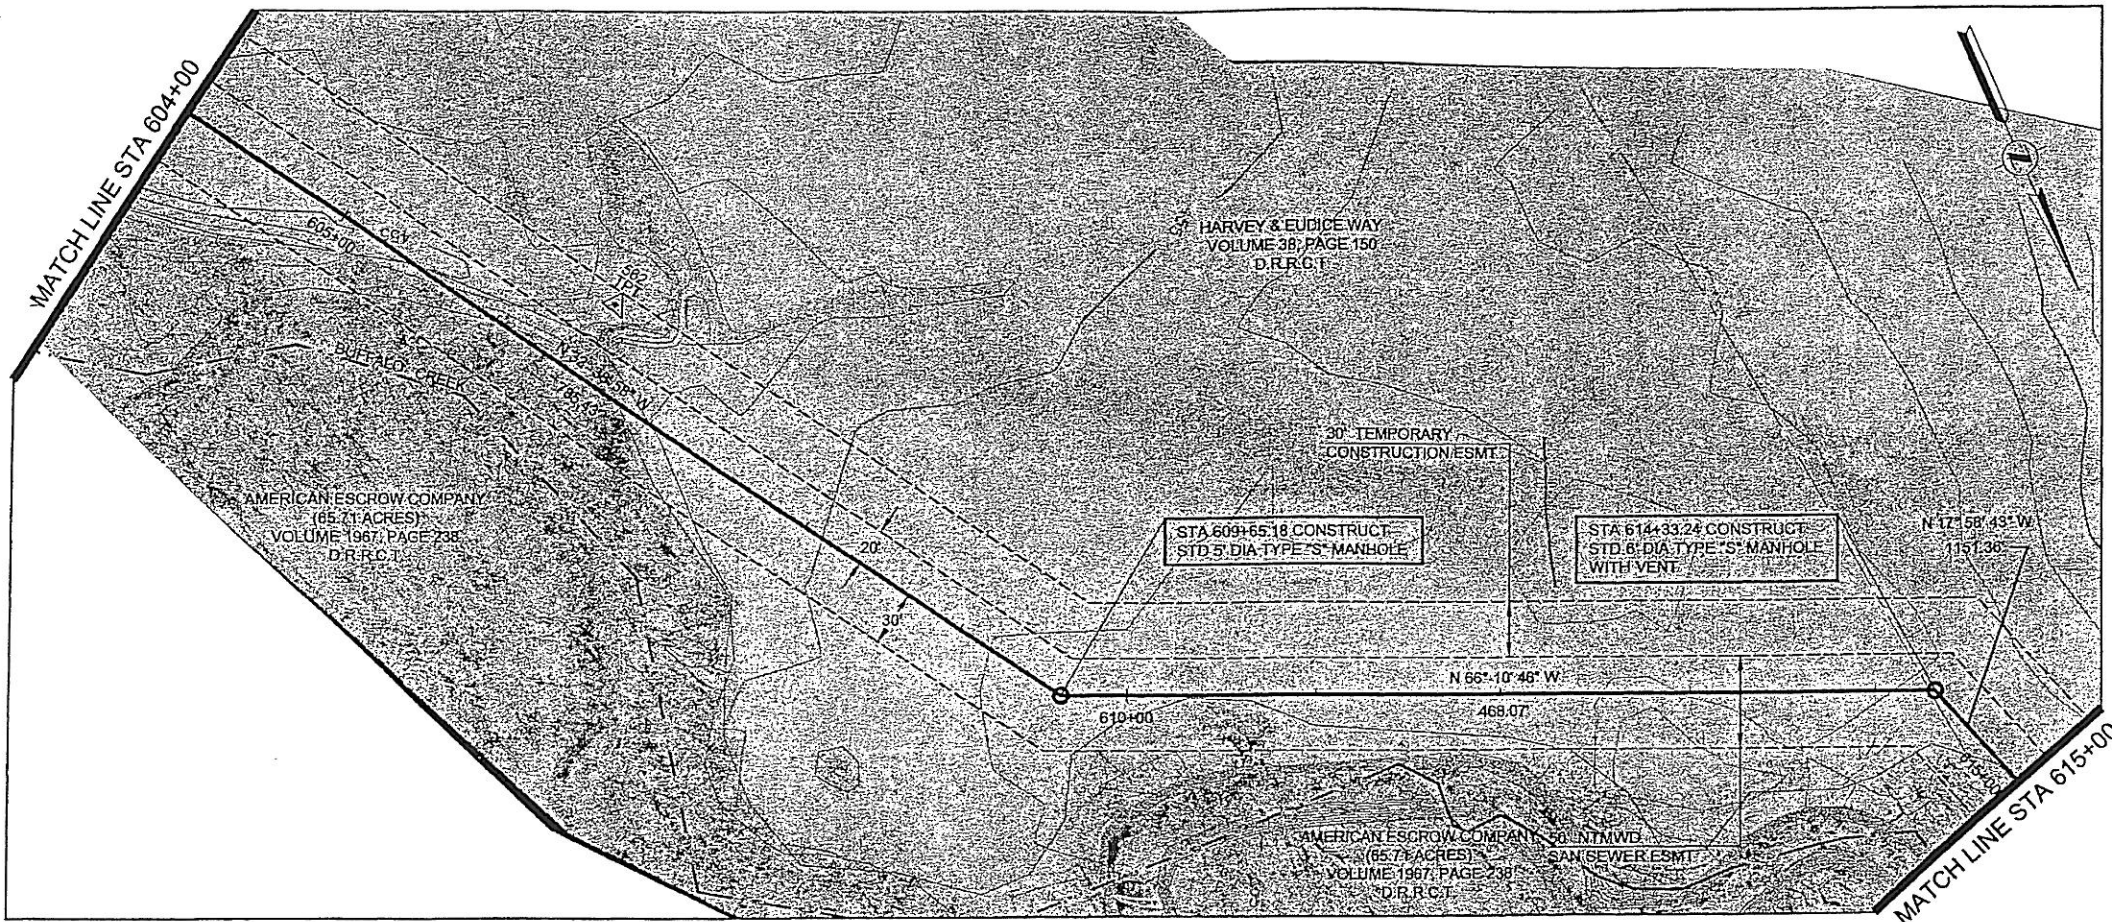 MATCH LINE STA 604+00
605+00
562
TPT
HARVEY & EUDICE WAY
VOLUME 38, PAGE 150
D.R.R.C.T.
BUFFALO CREEK
AMERICAN ESCROW COMPANY
(65.71 ACRES)
VOLUME 1967, PAGE 238
D.R.R.C.T.
20'
30'
30' TEMPORARY
CONSTRUCTION ESMT
STA 609+65.18 CONSTRUCT
STD 5' DIA TYPE "S" MANHOLE
STA 614+33.24 CONSTRUCT
STD 6' DIA TYPE "S" MANHOLE
WITH VENT
N 17° 58' 43" W
1151.36'
N 66° 10' 46" W
468.07'
610+00
AMERICAN ESCROW COMPANY
(65.71 ACRES)
VOLUME 1967, PAGE 238
D.R.R.C.T.
50' NTMWD
SAN SEWER ESMT
MATCH LINE STA 615+00